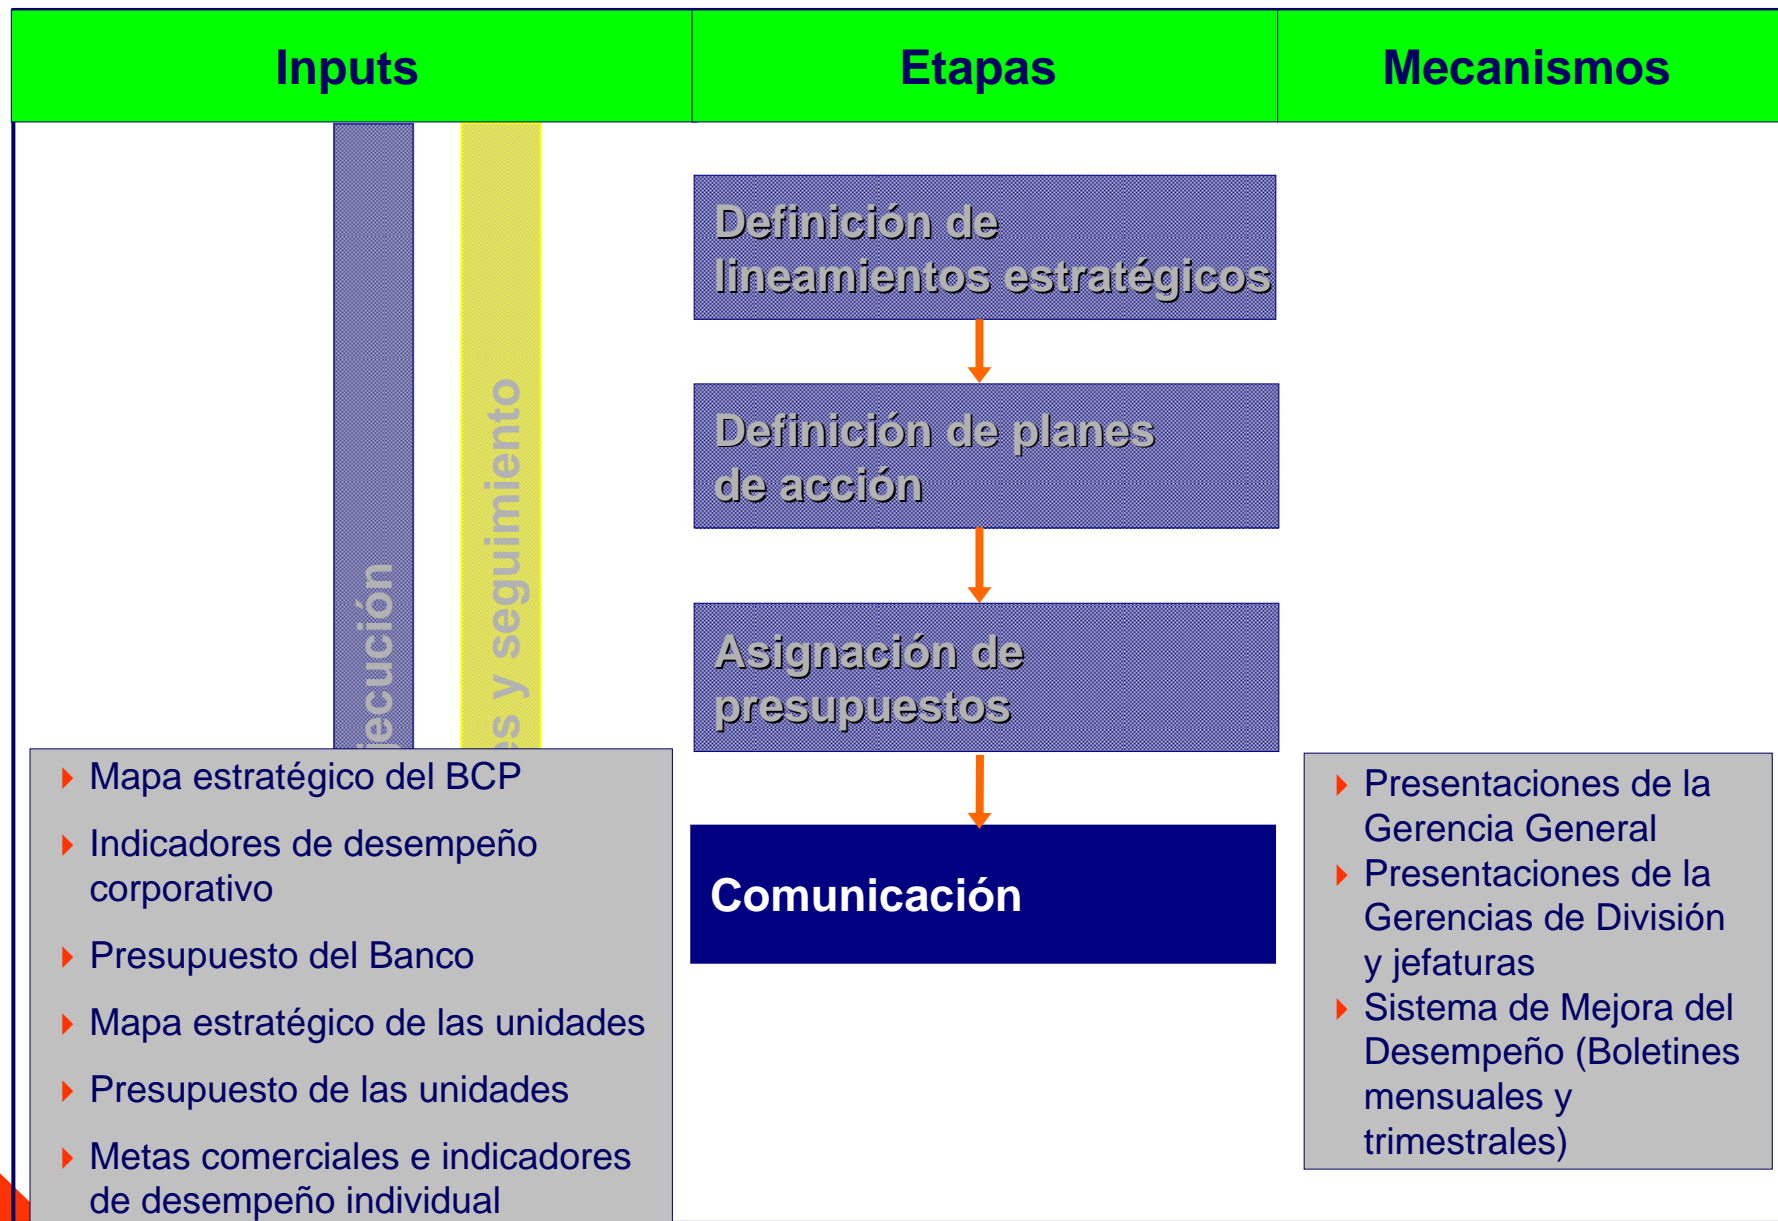 Inputs
Etapas
Mecanismos
Definición de
lineamientos estratégicos
Definición de planes
de acción
Asignación de
presupuestos
Comunicación
y seguimiento
Mapa estratégico del BCP
Indicadores de desempeño
corporativo
Presupuesto del Banco
Mapa estratégico de las unidades
Presupuesto de las unidades
Metas comerciales e indicadores
de desempeño individual
Presentaciones de la
Gerencia General
Presentaciones de la
Gerencias de División
y jefaturas
Sistema de Mejora del
Desempeño (Boletines
mensuales y
trimestrales)